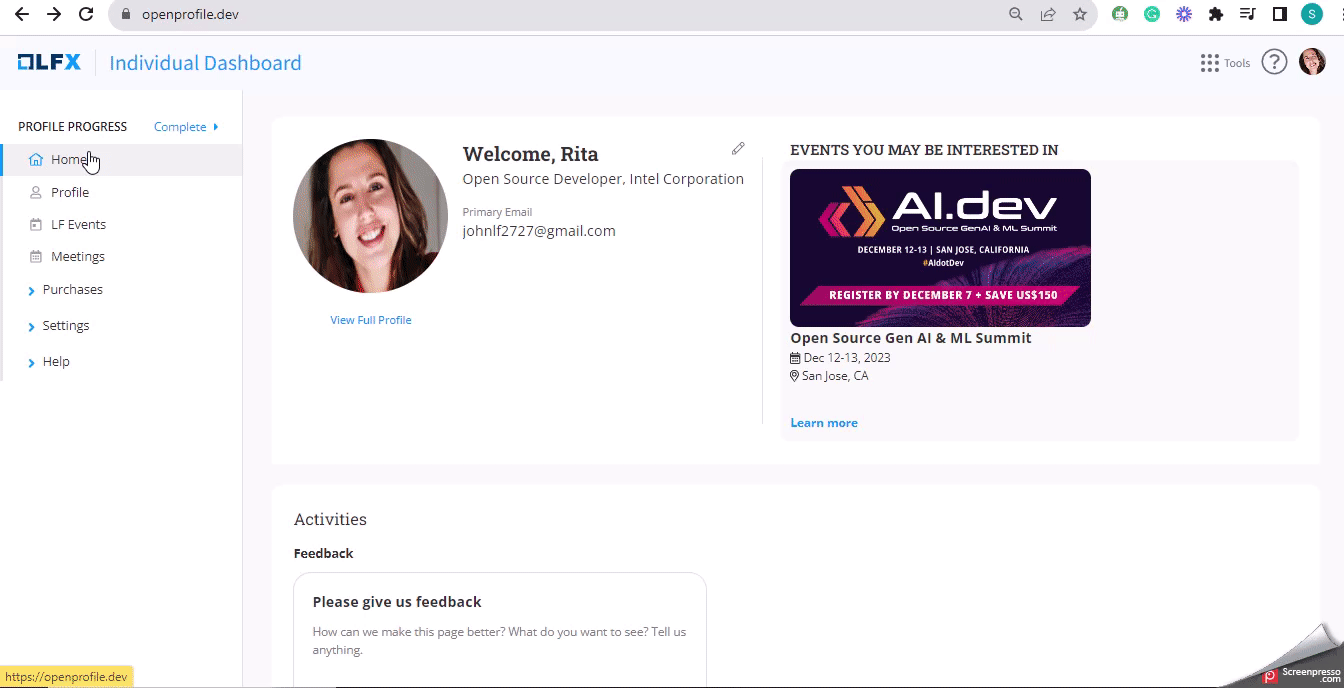 openprofile.dev
S
LFX
Individual Dashboard
Tools
?
PROFILE PROGRESS
Complete
Home
Profile
LF Events
Meetings
Purchases
Settings
Help
Welcome, Rita
Open Source Developer, Intel Corporation
Primary Email
johnlf2727@gmail.com
View Full Profile
EVENTS YOU MAY BE INTERESTED IN
AI.dev
Open Source GenAI & ML Summit
DECEMBER 12-13 | SAN JOSE, CALIFORNIA
#AIdotDev
REGISTER BY DECEMBER 7 + SAVE US$150
Open Source Gen AI & ML Summit
Dec 12-13, 2023
San Jose, CA
Learn more
Activities
Feedback
Please give us feedback
How can we make this page better? What do you want to see? Tell us
anything.
https://openprofile.dev
Screenpresso
.com